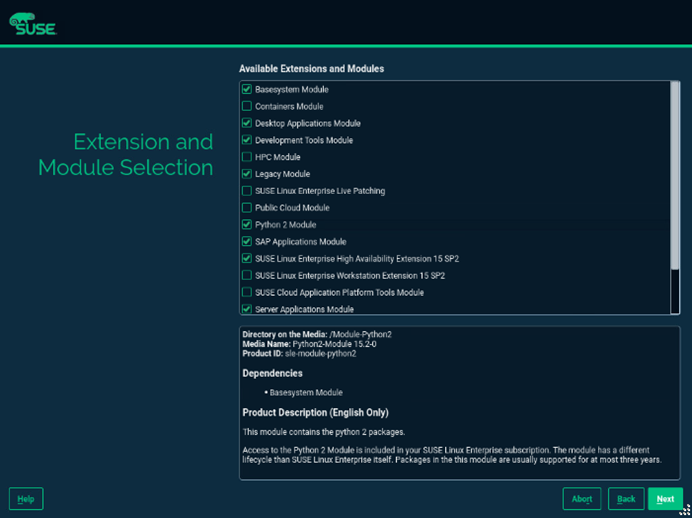 SUSE
Available Extensions and Modules
Extension and
Module Selection
Basesystem Module
Containers Module
Desktop Applications Module
Development Tools Module
HPC Module
Legacy Module
SUSE Linux Enterprise Live Patching
Public Cloud Module
Python 2 Module
SAP Applications Module
SUSE Linux Enterprise High Availability Extension 15 SP2
SUSE Linux Enterprise Workstation Extension 15 SP2
SUSE Cloud Application Platform Tools Module
Server Applications Module
Directory on the Media: /Module-Python2
Media Name: Python2-Module 15.2-0
Product ID: sle-module-python2
Dependencies
• Basesystem Module
Product Description (English Only)
This module contains the python 2 packages.
Access to the Python 2 Module is included in your SUSE Linux Enterprise subscription. The module has a different
lifecycle than SUSE Linux Enterprise itself. Packages in the this module are usually supported for at most three years.
Help
Abort
Back
Next